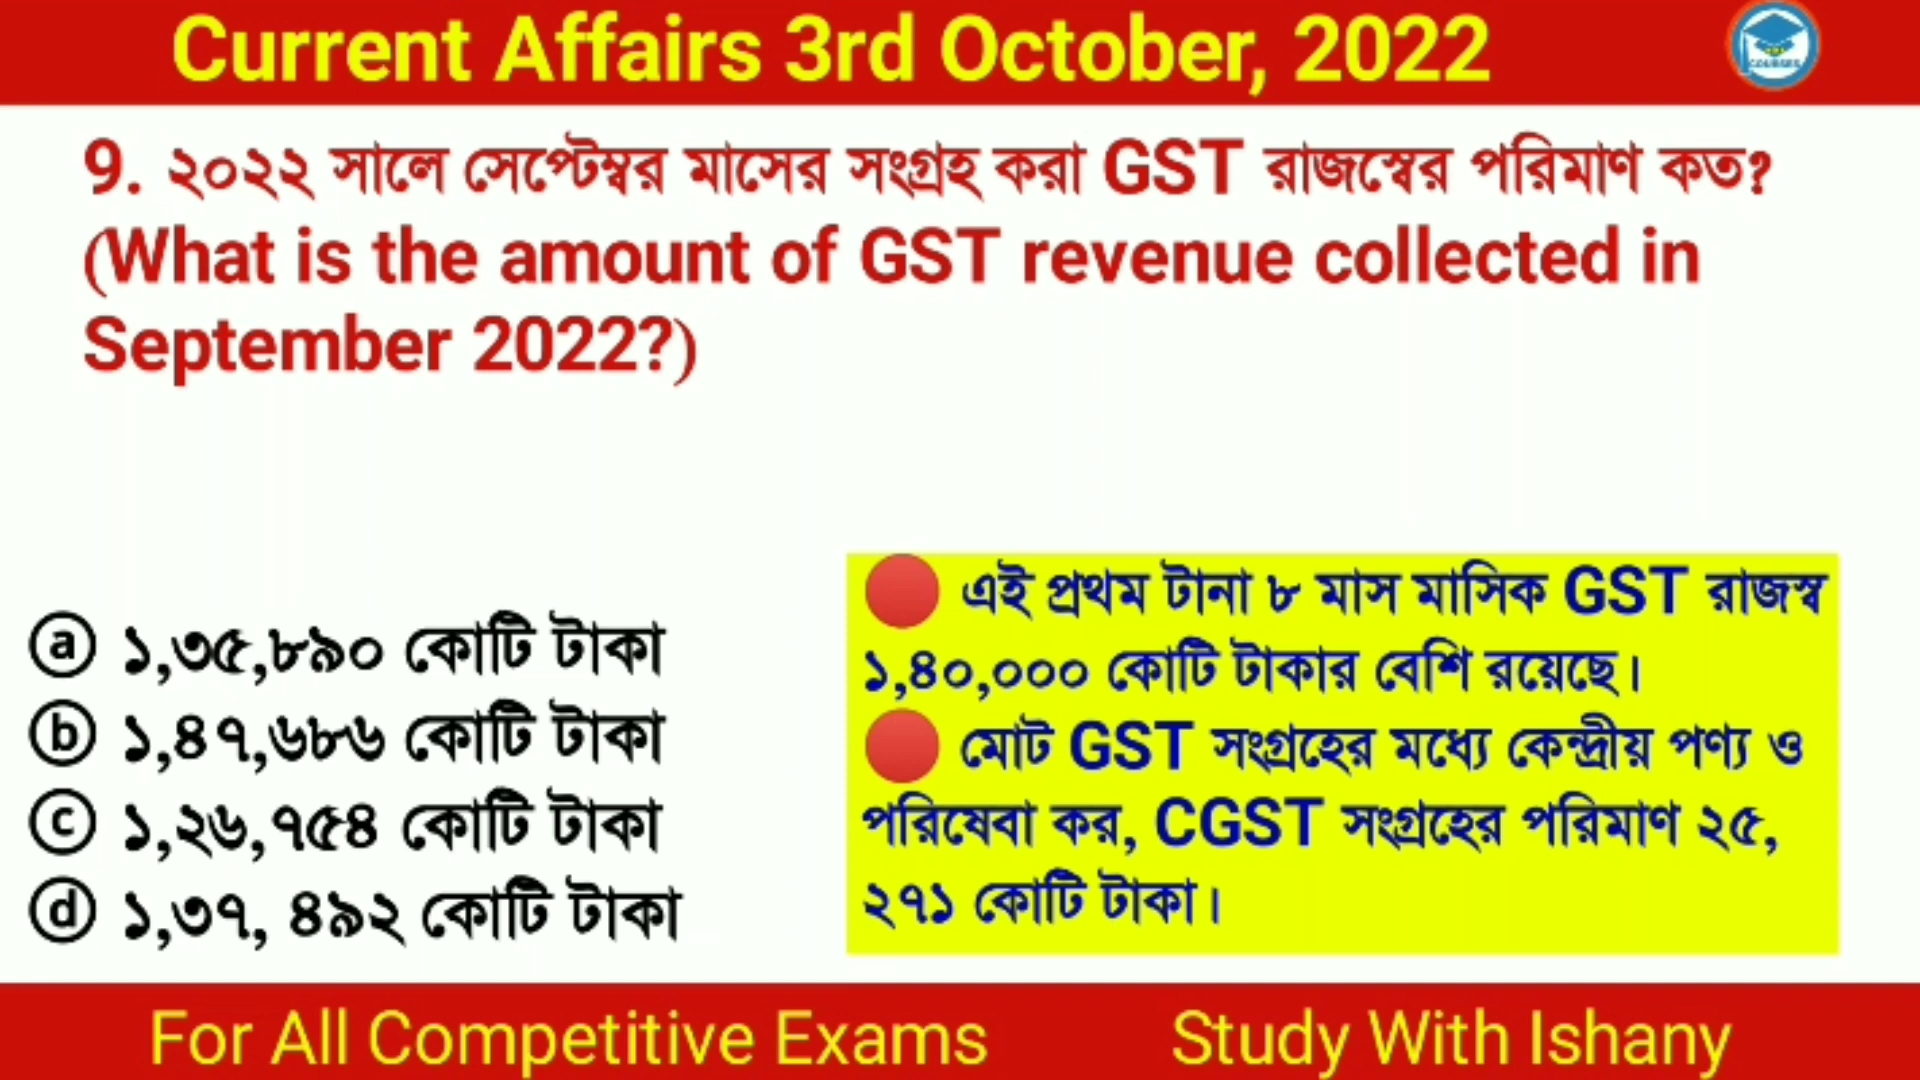 Current Affairs 3rd October, 2022
COURSES
9. ২০২২ সালে সেপ্টেম্বর মাসের সংগ্রহ করা GST রাজস্বের পরিমাণ কত?
(What is the amount of GST revenue collected in
September 2022?)
ⓐ ১,৩৫,৮৯০ কোটি টাকা
ⓑ ১,৪৭,৬৮৬ কোটি টাকা
ⓒ ১,২৬,৭৫৪ কোটি টাকা
ⓓ ১,৩৭, ৪৯২ কোটি টাকা
🔴 এই প্রথম টানা ৮ মাস মাসিক GST রাজস্ব
১,৪০,০০০ কোটি টাকার বেশি রয়েছে।
🔴 মোট GST সংগ্রহের মধ্যে কেন্দ্রীয় পণ্য ও
পরিষেবা কর, CGST সংগ্রহের পরিমাণ ২৫,
২৭১ কোটি টাকা।
For All Competitive Exams
Study With Ishany